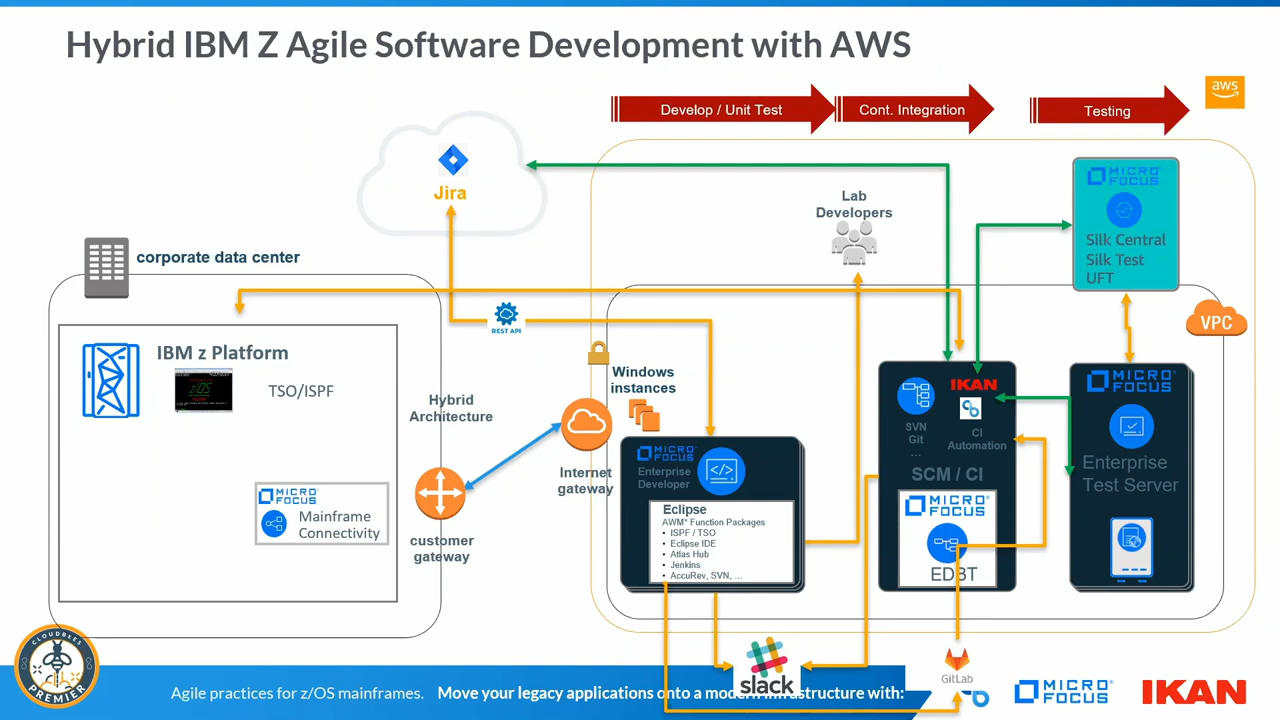 Hybrid IBM Z Agile Software Development with AWS
aws
Develop / Unit Test
Cont. Integration
Testing
Jira
Lab
Developers
MICRO
FOCUS
Silk Central
Silk Test
UFT
corporate data center
REST API
VPC
IBM z Platform
z/OS
TSO/ISPF
Hybrid
Architecture
Windows
instances
Internet
gateway
customer
gateway
MICRO
FOCUS
Mainframe
Connectivity
MICRO
FOCUS
Enterprise
Developer
Eclipse
AWM* Function Packages
• ISPF / TSO
• Eclipse IDE
• Atlas Hub
• Jenkins
• AccuRev, SVN, ...
SVN
Git
...
IKAN
CI
Automation
SCM / CI
MICRO
FOCUS
EDBT
MICRO
FOCUS
Enterprise
Test Server
CLOUDBEES
PREMIER
Agile practices for z/OS mainframes. Move your legacy applications onto a modern infrastructure with:
slack
GitLab
MICRO
FOCUS
IKAN